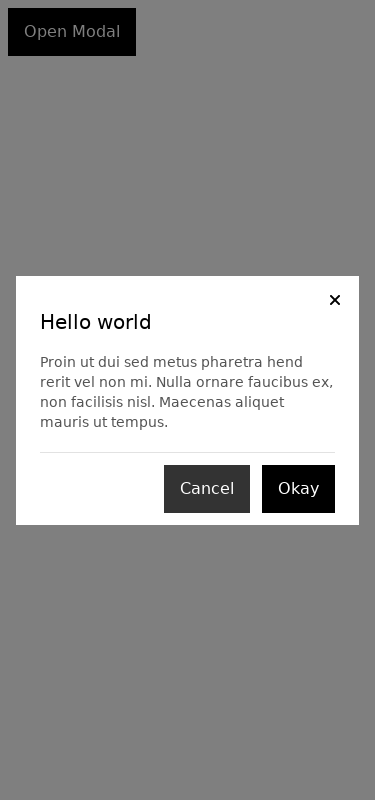 Open Modal
Hello world
Proin ut dui sed metus pharetra hend
rerit vel non mi. Nulla ornare faucibus ex,
non facilisis nisl. Maecenas aliquet
mauris ut tempus.
Cancel
Okay